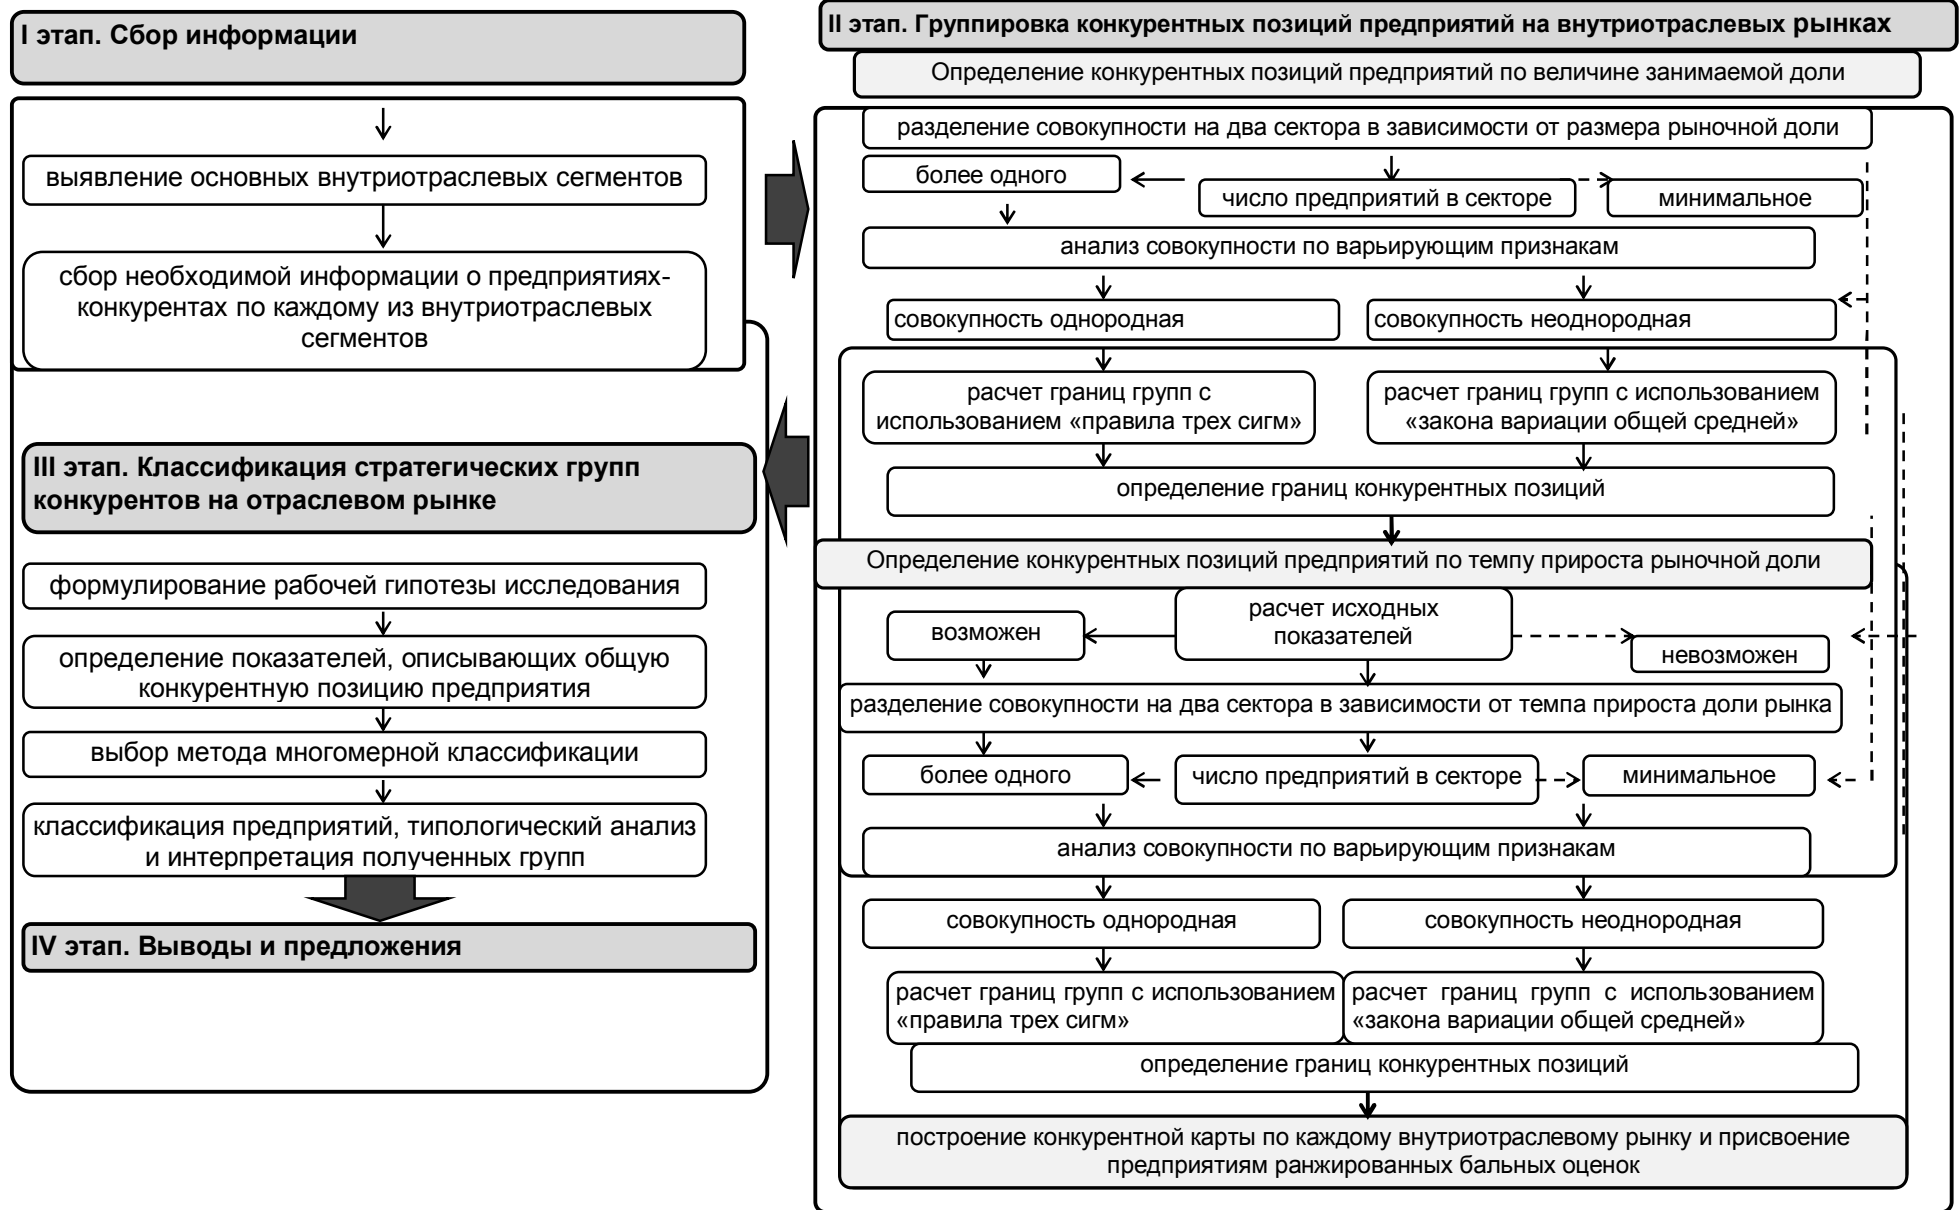 I этап. Сбор информации
выявление основных внутриотраслевых сегментов
сбор необходимой информации о предприятиях-
конкурентах по каждому из внутриотраслевых
сегментов
II этап. Группировка конкурентных позиций предприятий на внутриотраслевых рынках
Определение конкурентных позиций предприятий по величине занимаемой доли
разделение совокупности на два сектора в зависимости от размера рыночной доли
более одного
число предприятий в секторе
минимальное
анализ совокупности по варьирующим признакам
совокупность однородная
совокупность неоднородная
расчет границ групп с
использованием «правила трех сигм»
расчет границ групп с использованием
«закона вариации общей средней»
определение границ конкурентных позиций
Определение конкурентных позиций предприятий по темпу прироста рыночной доли
расчет исходных
показателей
возможен
невозможен
разделение совокупности на два сектора в зависимости от темпа прироста доли рынка
более одного
число предприятий в секторе
минимальное
анализ совокупности по варьирующим признакам
совокупность однородная
совокупность неоднородная
расчет границ групп с использованием
«правила трех сигм»
расчет границ групп с использованием
«закона вариации общей средней»
определение границ конкурентных позиций
построение конкурентной карты по каждому внутриотраслевому рынку и присвоение
предприятиям ранжированных бальных оценок
III этап. Классификация стратегических групп
конкурентов на отраслевом рынке
формулирование рабочей гипотезы исследования
определение показателей, описывающих общую
конкурентную позицию предприятия
выбор метода многомерной классификации
классификация предприятий, типологический анализ
и интерпретация полученных групп
IV этап. Выводы и предложения